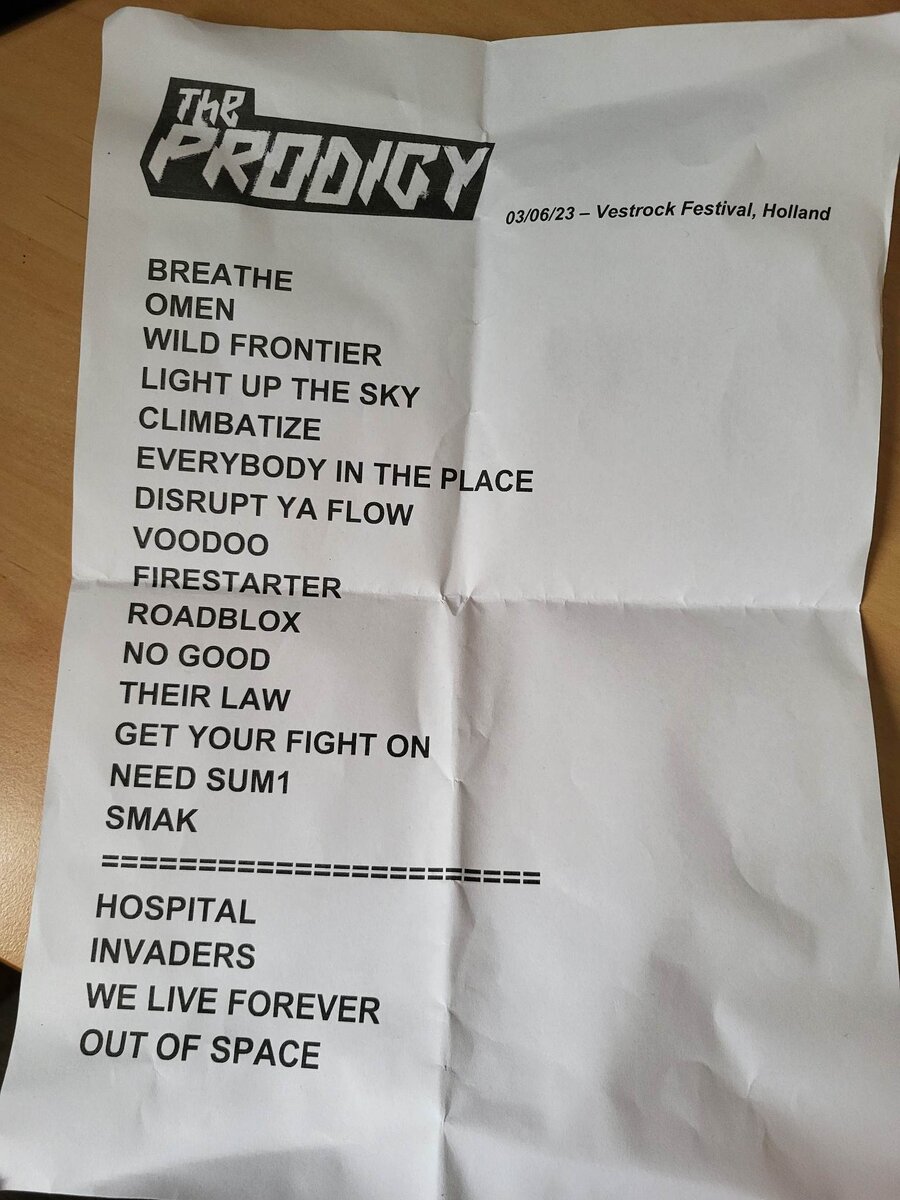 The
PRODIGY
03/06/23 – Vestrock Festival, Holland
BREATHE
OMEN
WILD FRONTIER
LIGHT UP THE SKY
CLIMBATIZE
EVERYBODY IN THE PLACE
DISRUPT YA FLOW
VOODOO
FIRESTARTER
ROADBLOX
NO GOOD
THEIR LAW
GET YOUR FIGHT ON
NEED SUM1
SMAK
=======================
HOSPITAL
INVADERS
WE LIVE FOREVER
OUT OF SPACE